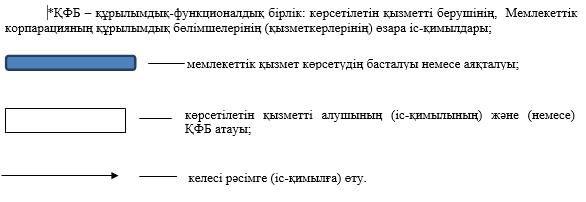 *ҚФБ – құрылымдық-функционалдық бірлік: көрсетілетін қызметті берушінің, Мемлекеттік
корпарацияның құрылымдық бөлімшелерінің (қызметкерлерінің) өзара іс-қимылдары;
мемлекеттік қызмет көрсетудің басталуы немесе аяқталуы;
көрсетілетін қызметті алушының (іс-қимылының) және (немесе)
ҚФБ атауы;
келесі рәсімге (іс-қимылға) өту.